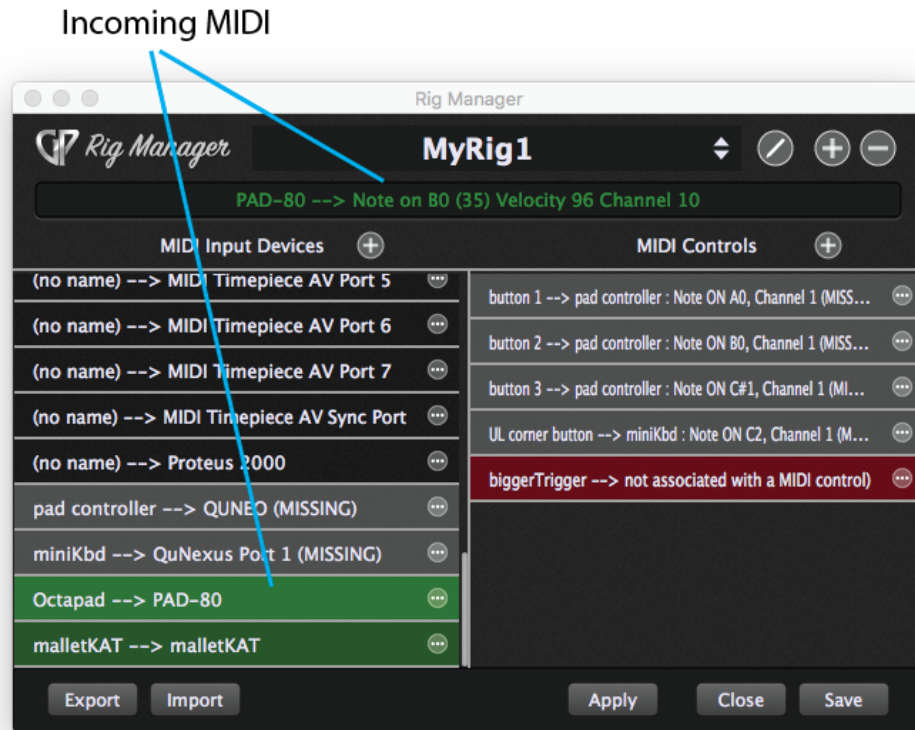 Incoming MIDI
Rig Manager
GP Rig Manager
MyRig1
PAD-80 --> Note on B0 (35) Velocity 96 Channel 10
MIDI Input Devices
MIDI Controls
(no name) --> MIDI Timepiece AV Port 5
(no name) --> MIDI Timepiece AV Port 6
(no name) --> MIDI Timepiece AV Port 7
(no name) --> MIDI Timepiece AV Sync Port
(no name) --> Proteus 2000
pad controller --> QUNEO (MISSING)
miniKbd --> QuNexus Port 1 (MISSING)
Octapad --> PAD-80
malletKAT --> malletKAT
button 1 --> pad controller : Note ON A0, Channel 1 (MISS...
button 2 --> pad controller : Note ON B0, Channel 1 (MISS...
button 3 --> pad controller : Note ON C#1, Channel 1 (MI...
UL corner button --> miniKbd : Note ON C2, Channel 1 (M...
biggerTrigger --> not associated with a MIDI control)
Export
Import
Apply
Close
Save